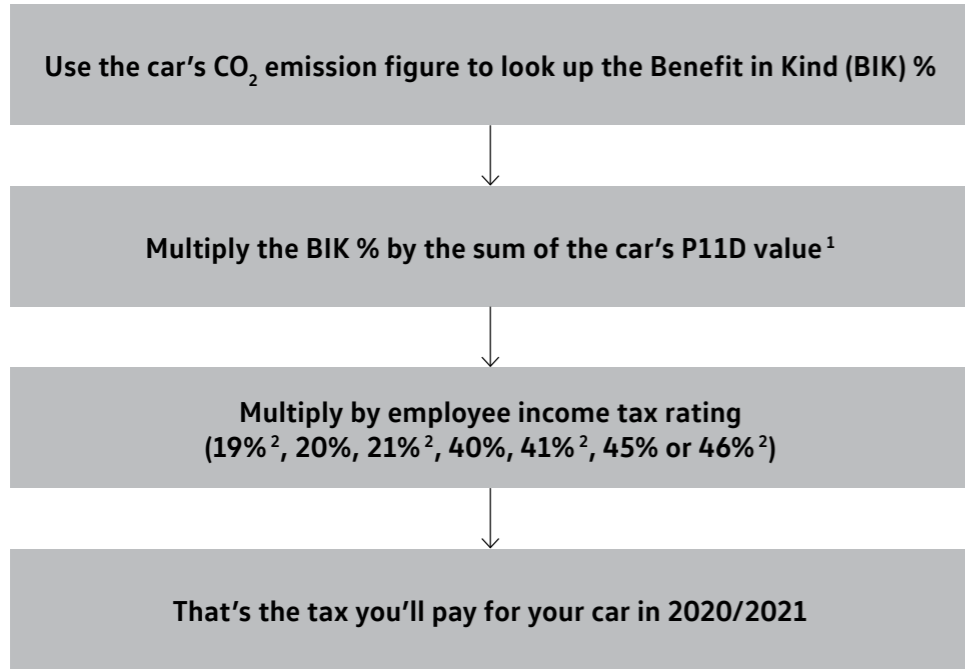 Use the car's CO₂ emission figure to look up the Benefit in Kind (BIK) %
Multiply the BIK % by the sum of the car's P11D value ¹
Multiply by employee income tax rating
(19% ², 20%, 21% ², 40%, 41% ², 45% or 46% ²)
That's the tax you'll pay for your car in 2020/2021